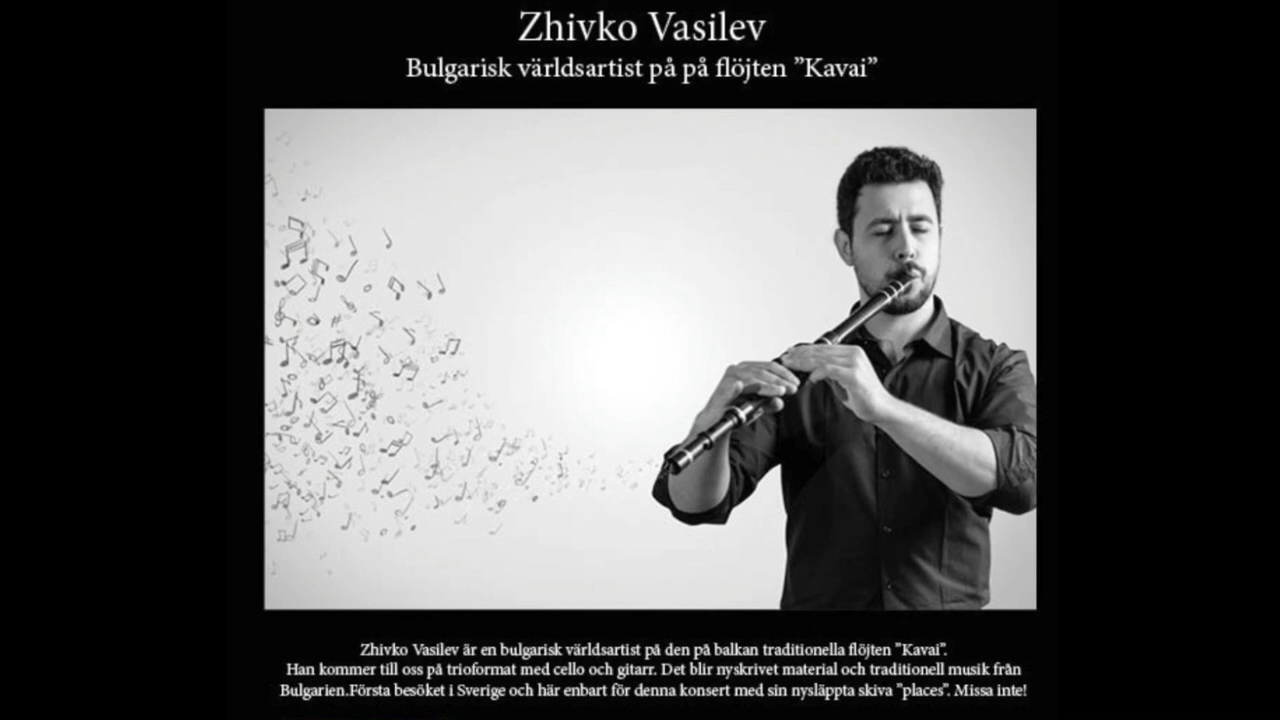 Zhivko Vasilev
Bulgarisk världsartist på på flöjten ”Kavai”
Zhivko Vasilev är en bulgarisk världsartist på den på balkan traditionella flöjten ”Kavai”.
Han kommer till oss på trioformat med cello och gitarr. Det blir nyskrivet material och traditionell musik från
Bulgarien.Första besöket i Sverige och här enbart för denna konsert med sin nysläppta skiva ”places”. Missa inte!